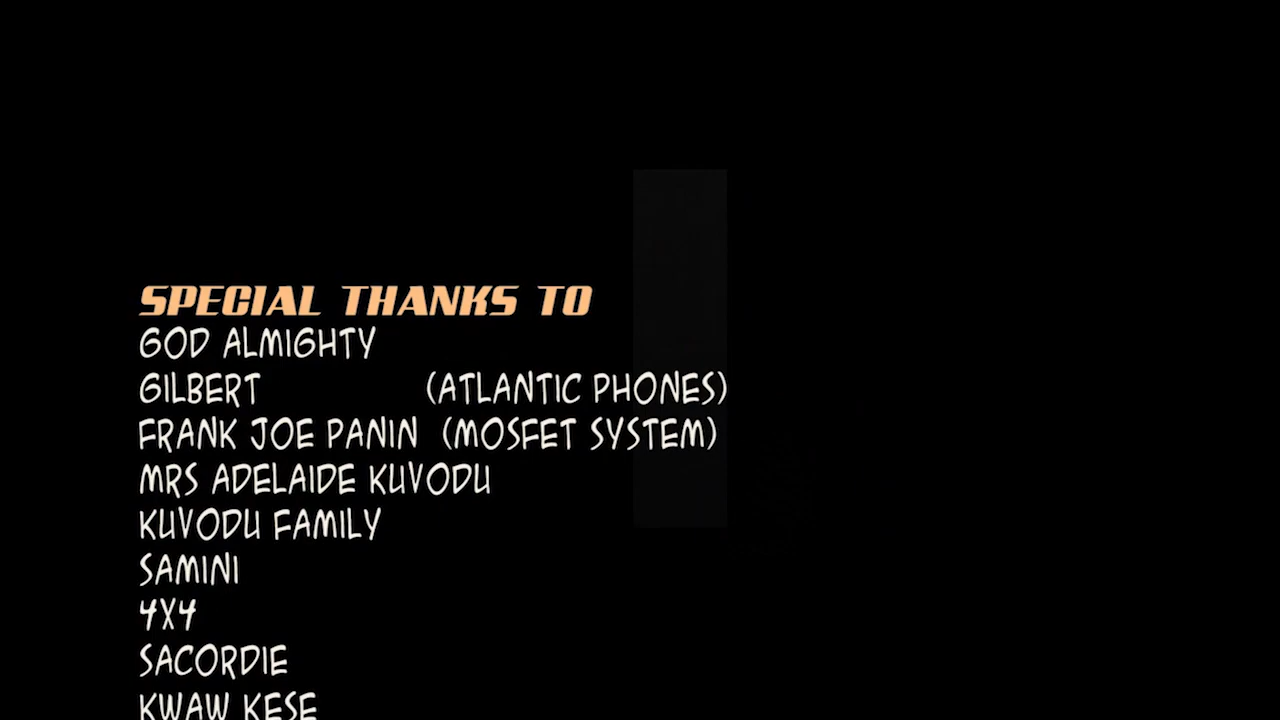 SPECIAL THANKS TO
GOD ALMIGHTY
GILBERT (ATLANTIC PHONES)
FRANK JOE PANIN (MOSFET SYSTEM)
MRS ADELAIDE KUVODU
KUVODU FAMILY
SAMINI
4X4
SACORDIE
KWAW KESE